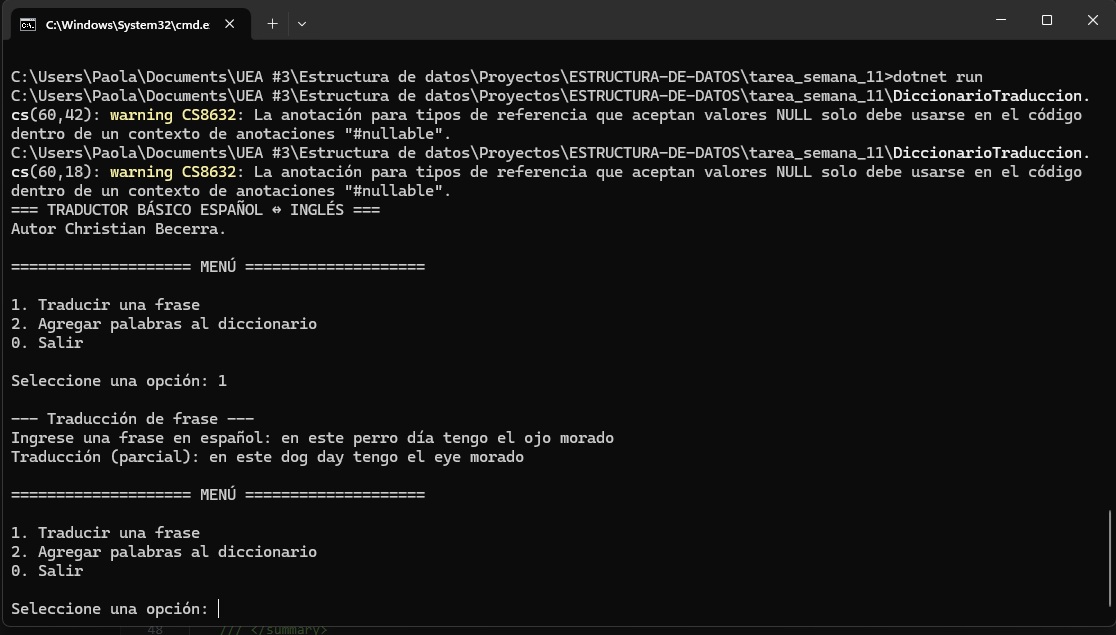 C:\Windows\System32\cmd.e
C:\Users\Paola\Documents\UEA #3\Estructura de datos\Proyectos\ESTRUCTURA-DE-DATOS\tarea_semana_11>dotnet run
C:\Users\Paola\Documents\UEA #3\Estructura de datos\Proyectos\ESTRUCTURA-DE-DATOS\tarea_semana_11\DiccionarioTraduccion.
cs(60,42): warning CS8632: La anotación para tipos de referencia que aceptan valores NULL solo debe usarse en el código
dentro de un contexto de anotaciones "#nullable".
C:\Users\Paola\Documents\UEA #3\Estructura de datos\Proyectos\ESTRUCTURA-DE-DATOS\tarea_semana_11\DiccionarioTraduccion.
cs(60,18): warning CS8632: La anotación para tipos de referencia que aceptan valores NULL solo debe usarse en el código
dentro de un contexto de anotaciones "#nullable".
=== TRADUCTOR BÁSICO ESPAÑOL ↔ INGLÉS ===
Autor Christian Becerra.
==================== MENÚ ====================
1. Traducir una frase
2. Agregar palabras al diccionario
0. Salir
Seleccione una opción: 1
--- Traducción de frase ---
Ingrese una frase en español: en este perro día tengo el ojo morado
Traducción (parcial): en este dog day tengo el eye morado
==================== MENÚ ====================
1. Traducir una frase
2. Agregar palabras al diccionario
0. Salir
Seleccione una opción:
48 /// </summary>